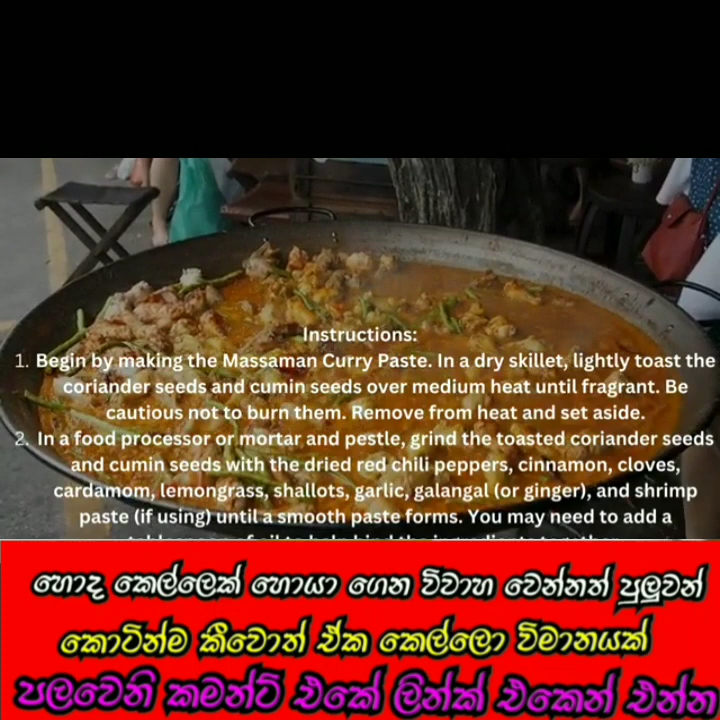 Instructions:
1. Begin by making the Massaman Curry Paste. In a dry skillet, lightly toast the
coriander seeds and cumin seeds over medium heat until fragrant. Be
cautious not to burn them. Remove from heat and set aside.
2. In a food processor or mortar and pestle, grind the toasted coriander seeds
and cumin seeds with the dried red chili peppers, cinnamon, cloves,
cardamom, lemongrass, shallots, garlic, galangal (or ginger), and shrimp
paste (if using) until a smooth paste forms. You may need to add a
හොද කෙල්ලෙක් හොයා ගෙන විවාහ වෙන්නත් පුලුවන්
කොටින්ම කීවොත් ඒක කෙල්ලො විමානයක්
පලවෙනි කමන්ට් එකේ ලින්ක් එකෙන් එන්න